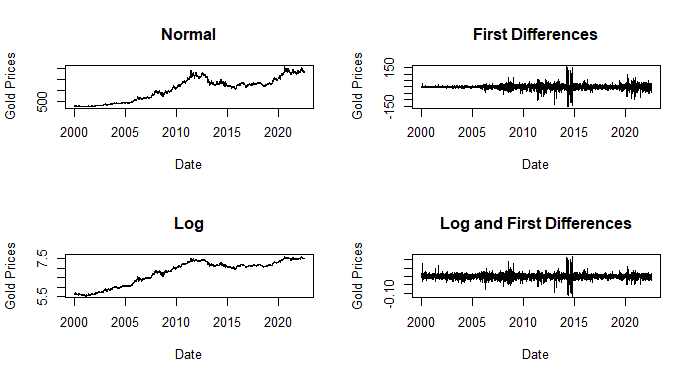 Normal
Gold Prices
500
2000 2005 2010 2015 2020
Date
First Differences
Gold Prices
-150 150
2000 2005 2010 2015 2020
Date
Log
Gold Prices
5.5 7.5
2000 2005 2010 2015 2020
Date
Log and First Differences
Gold Prices
-0.10
2000 2005 2010 2015 2020
Date